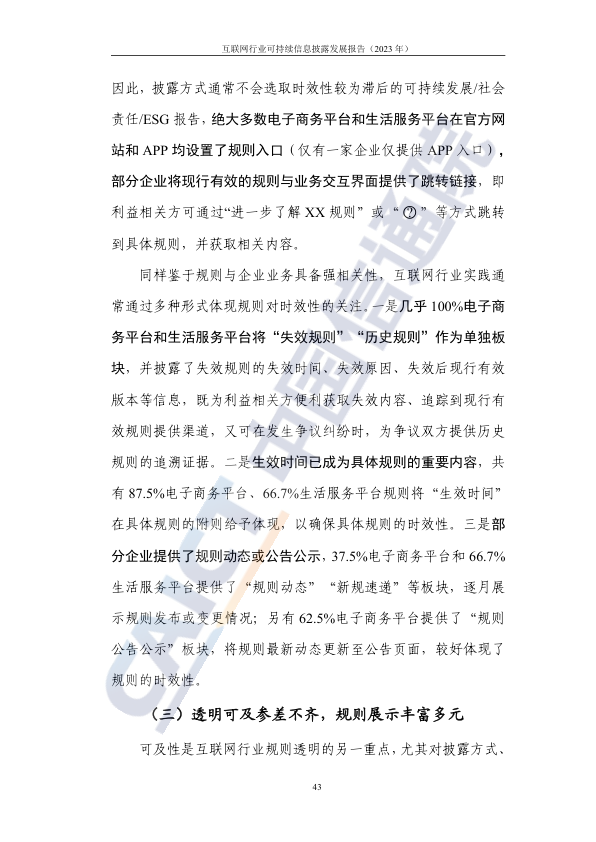 互联网行业可持续信息披露发展报告（2023 年）
因此，披露方式通常不会选取时效性较为滞后的可持续发展/社会
责任/ESG 报告，绝大多数电子商务平台和生活服务平台在官方网
站和 APP 均设置了规则入口（仅有一家企业仅提供 APP 入口），
部分企业将现行有效的规则与业务交互界面提供了跳转链接，即
利益相关方可通过“进一步了解 XX 规则”或“ ? ”等方式跳转
到具体规则，并获取相关内容。
同样鉴于规则与企业业务具备强相关性，互联网行业实践通
常通过多种形式体现规则对时效性的关注。一是几乎 100%电子商
务平台和生活服务平台将“失效规则”“历史规则”作为单独板
块，并披露了失效规则的失效时间、失效原因、失效后现行有效
版本等信息，既为利益相关方便利获取失效内容、追踪到现行有
效规则提供渠道，又可在发生争议纠纷时，为争议双方提供历史
规则的追溯证据。二是生效时间已成为具体规则的重要内容，共
有 87.5%电子商务平台、66.7%生活服务平台规则将“生效时间”
在具体规则的附则给予体现，以确保具体规则的时效性。三是部
分企业提供了规则动态或公告公示，37.5%电子商务平台和 66.7%
生活服务平台提供了“规则动态”“新规速递”等板块，逐月展
示规则发布或变更情况；另有 62.5%电子商务平台提供了“规则
公告公示”板块，将规则最新动态更新至公告页面，较好体现了
规则的时效性。
（三）透明可及参差不齐，规则展示丰富多元
可及性是互联网行业规则透明的另一重点，尤其对披露方式、
43
CAICT 中国信通院